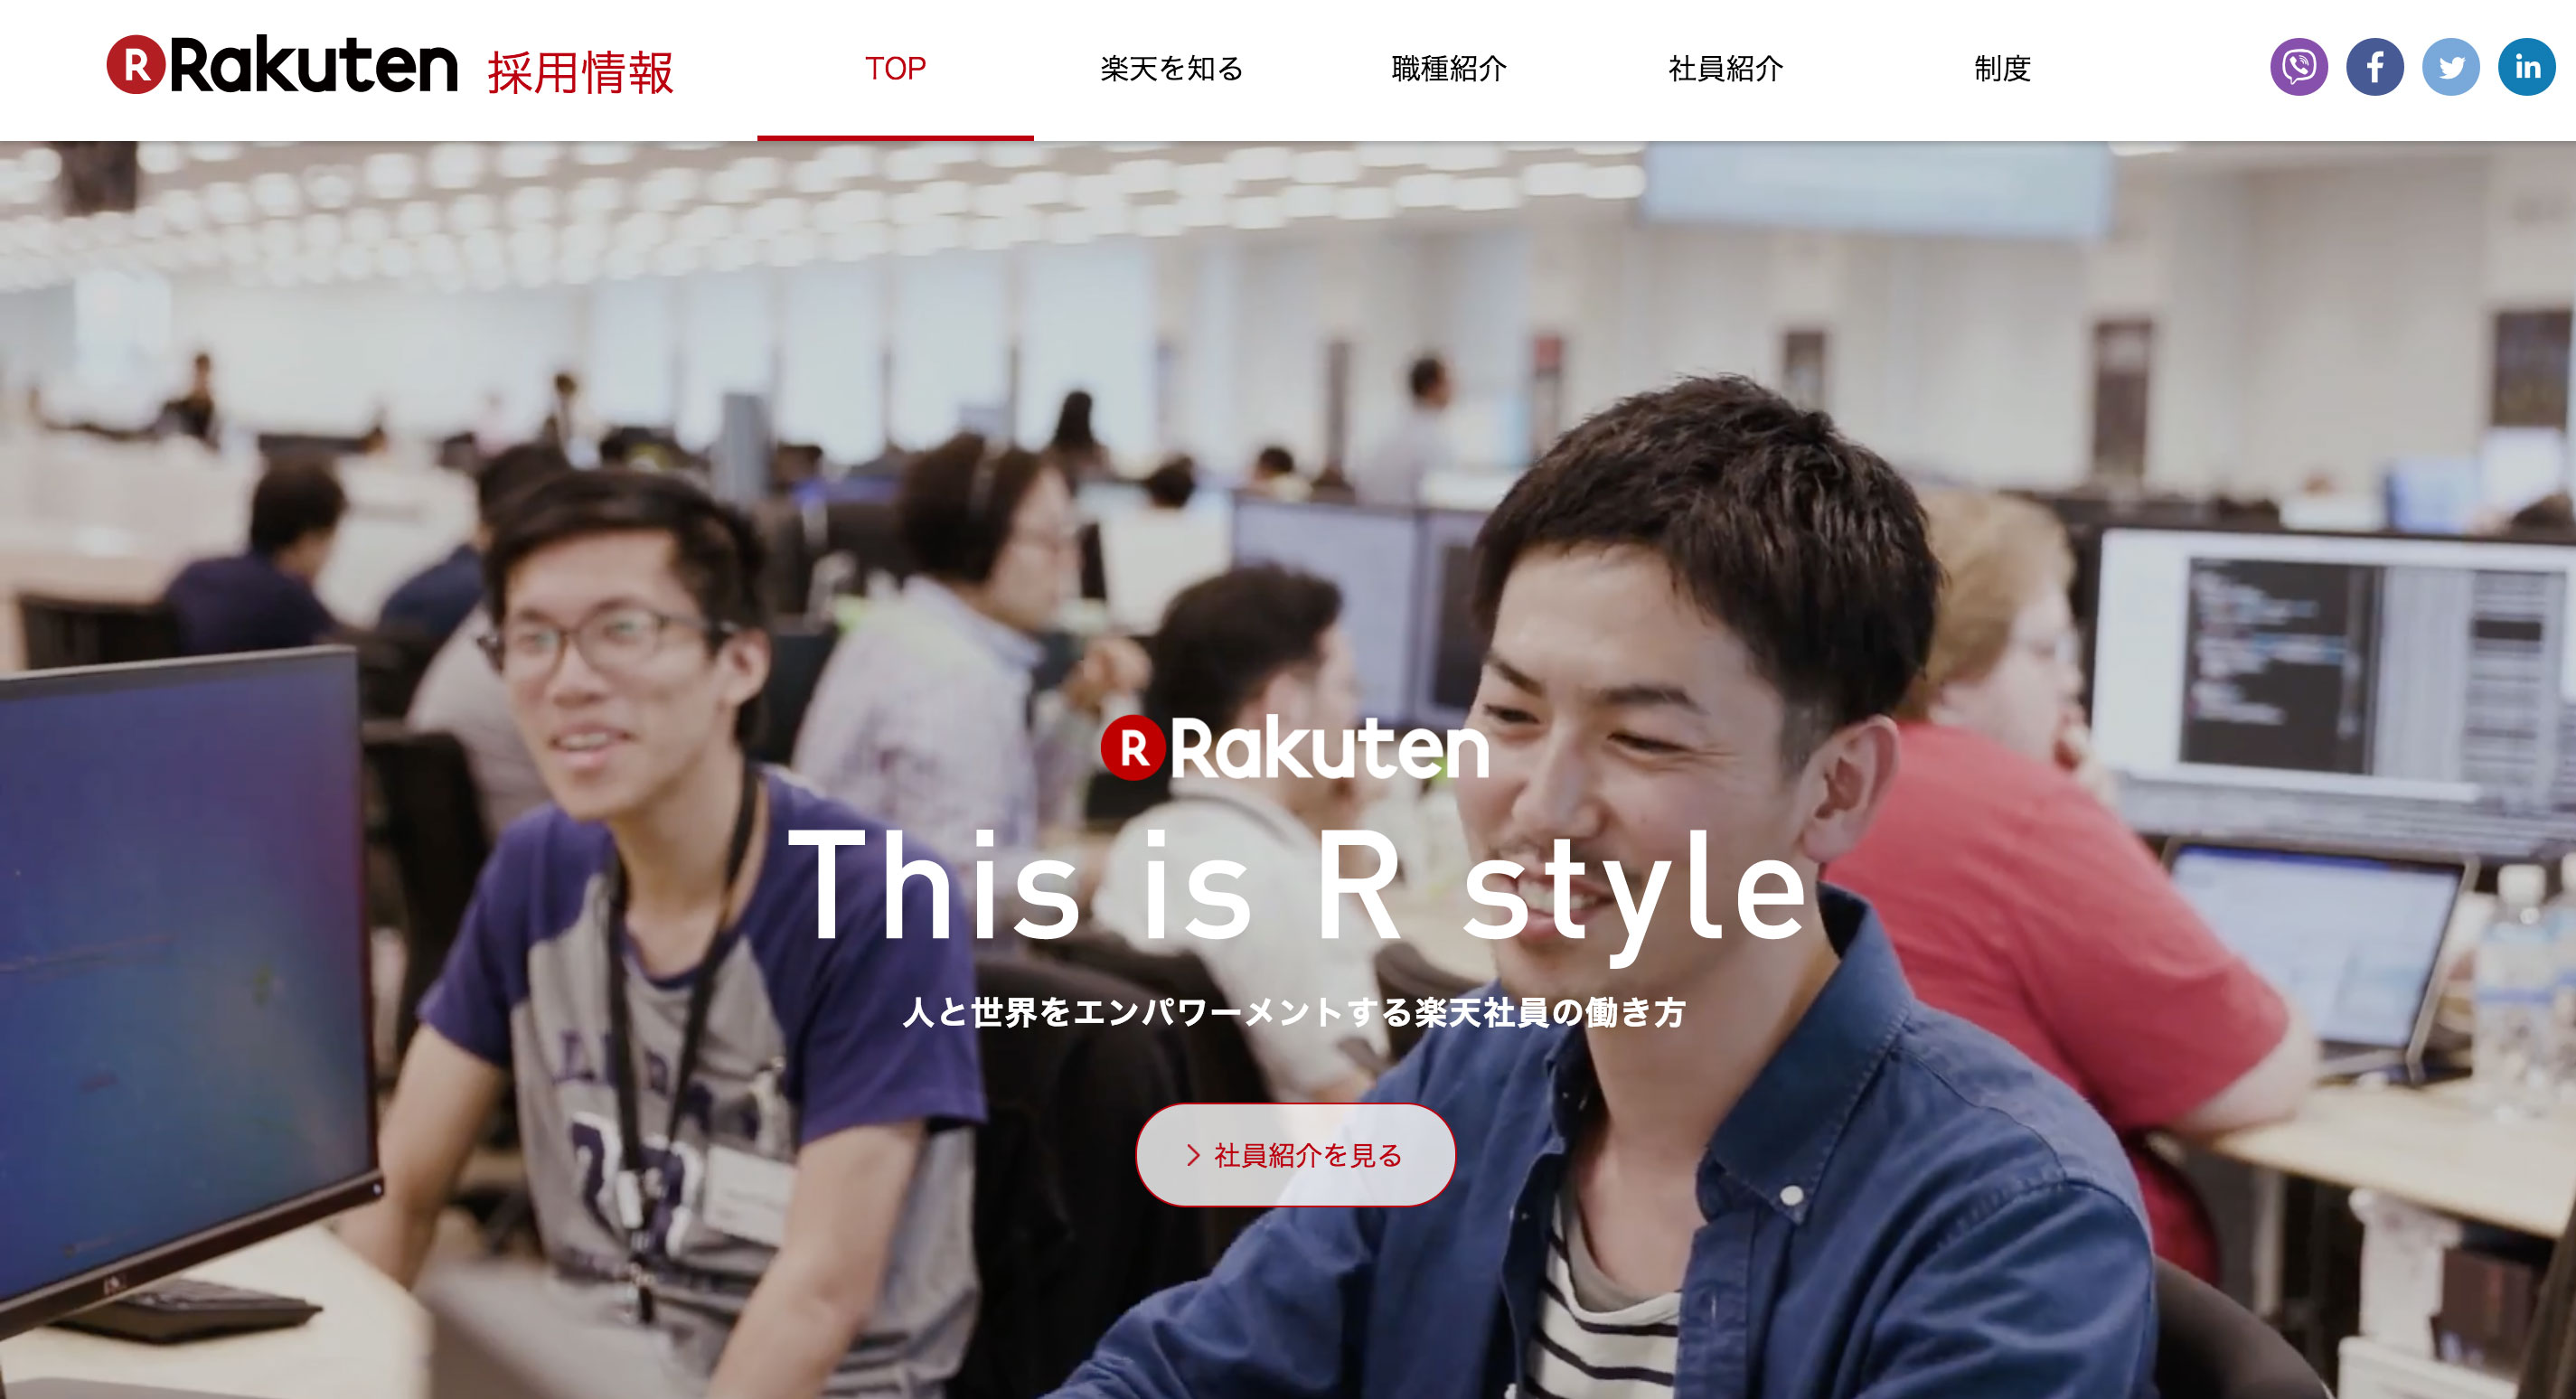 R Rakuten 採用情報
TOP
楽天を知る
職種紹介
社員紹介
制度
R Rakuten
This is R style
人と世界をエンパワーメントする楽天社員の働き方
社員紹介を見る